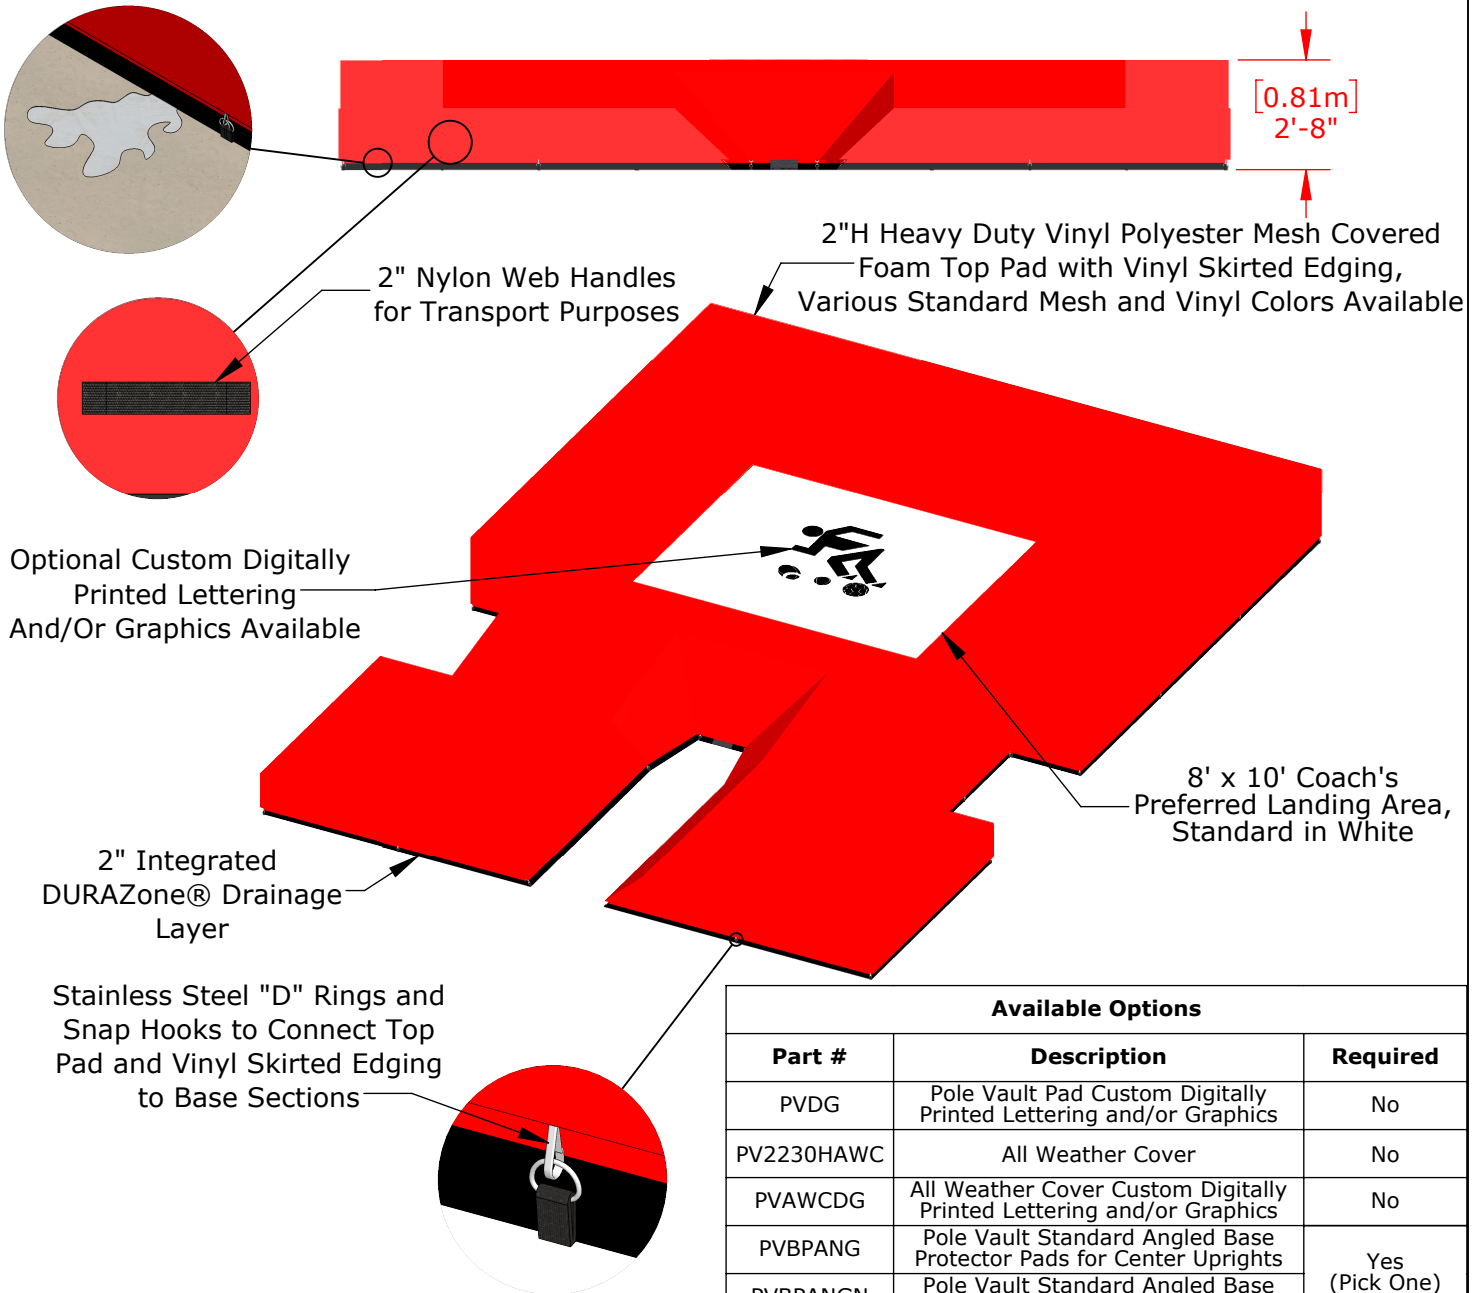 [0.81m]
2'-8"
2"H Heavy Duty Vinyl Polyester Mesh Covered
Foam Top Pad with Vinyl Skirted Edging,
Various Standard Mesh and Vinyl Colors Available
2" Nylon Web Handles
for Transport Purposes
Optional Custom Digitally
Printed Lettering
And/Or Graphics Available
8' x 10' Coach's
Preferred Landing Area,
Standard in White
2" Integrated
DURAZone® Drainage
Layer
Stainless Steel "D" Rings and
Snap Hooks to Connect Top
Pad and Vinyl Skirted Edging
to Base Sections
Available Options
Part # Description Required
PVDG Pole Vault Pad Custom Digitally
Printed Lettering and/or Graphics No
PV2230HAWC All Weather Cover No
PVAWCDG All Weather Cover Custom Digitally
Printed Lettering and/or Graphics No
PVBPANG Pole Vault Standard Angled Base
Protector Pads for Center Uprights
Yes
(Pick One)
PVBPANGN Pole Vault Standard Angled Base